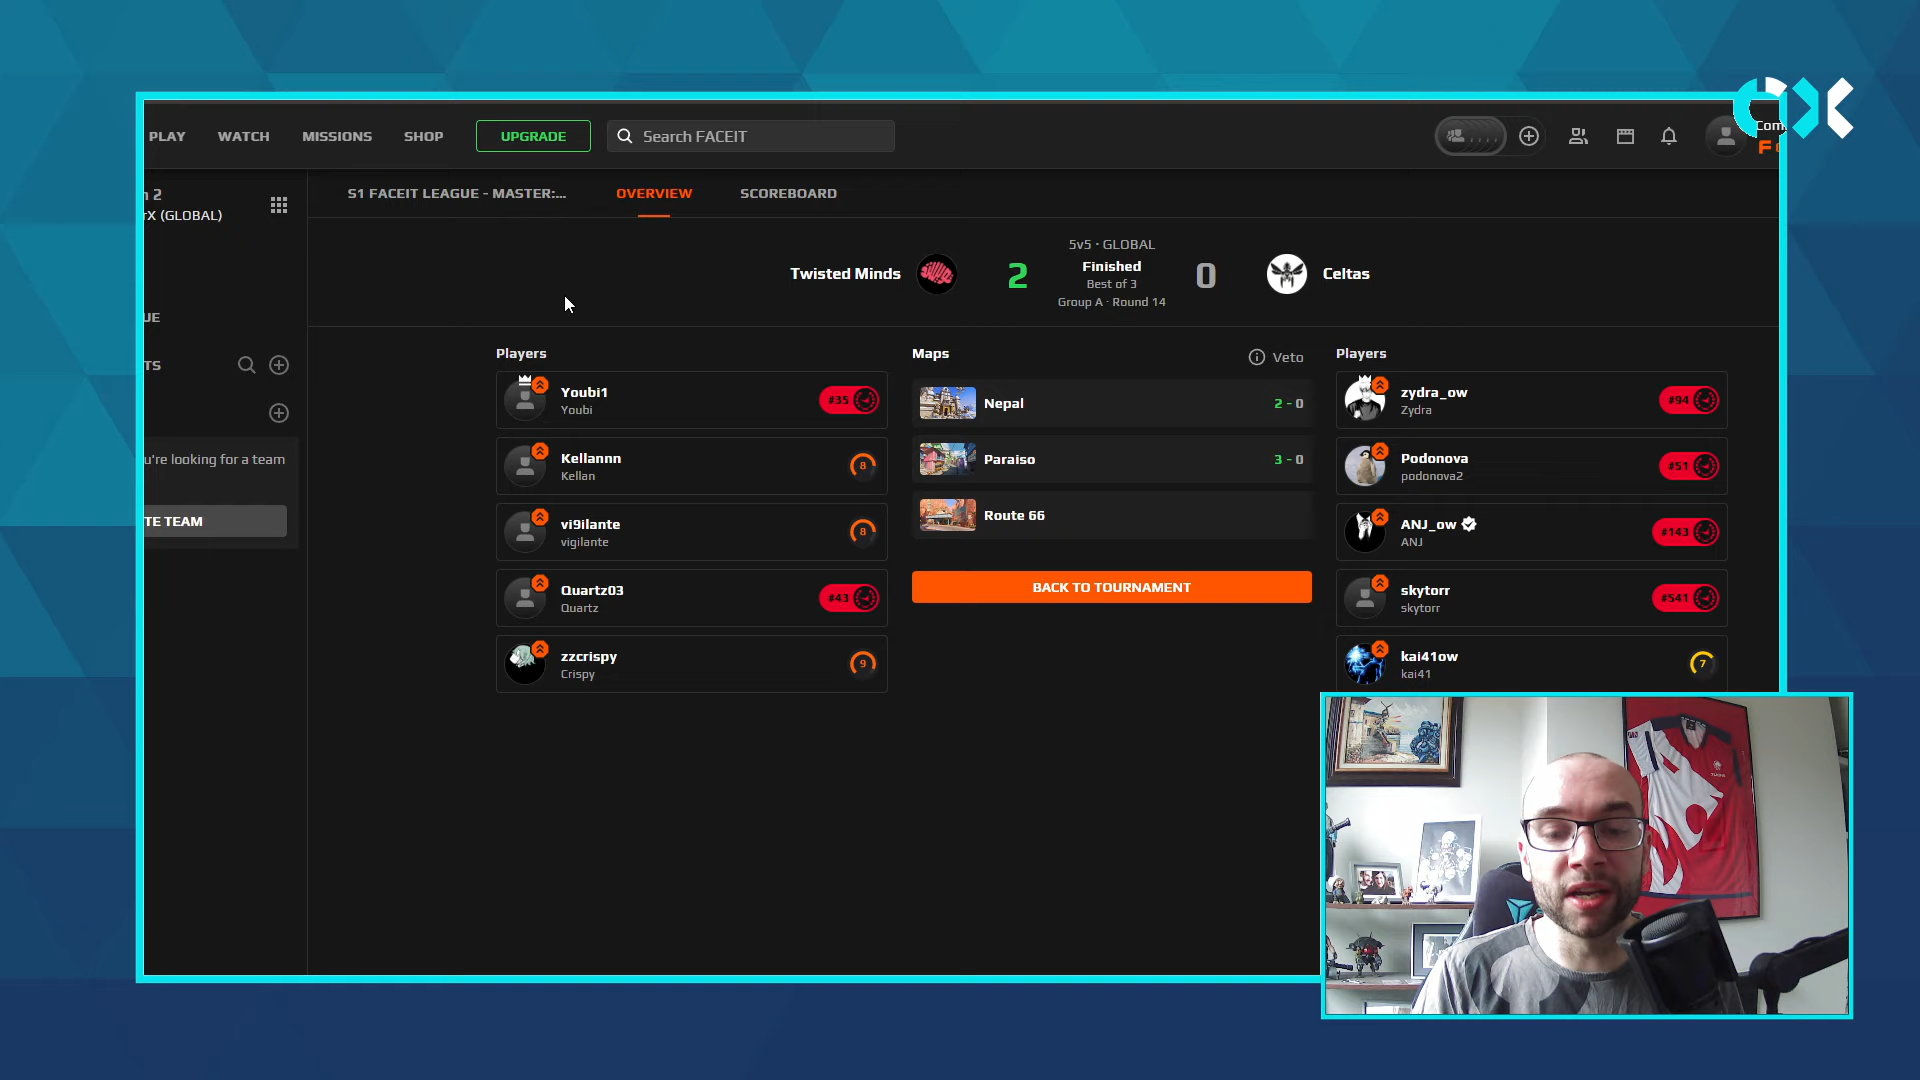 PLAY
WATCH
MISSIONS
SHOP
UPGRADE
Search FACEIT
Com
n 2
rX (GLOBAL)
UE
TS
u're looking for a team
TE TEAM
S1 FACEIT LEAGUE - MASTER:...
OVERVIEW
SCOREBOARD
Twisted Minds
2
5v5 • GLOBAL
Finished
Best of 3
Group A · Round 14
0
Celtas
Players
Youbi1
Youbi
#35
Kellannn
Kellan
8
vi9ilante
vigilante
8
Quartz03
Quartz
#43
zzcrispy
Crispy
9
Maps
Veto
Nepal
2 - 0
Paraiso
3 - 0
Route 66
BACK TO TOURNAMENT
Players
zydra_ow
Zydra
#94
Podonova
podonova2
#51
ANJ_ow
ANJ
#143
skytorr
skytorr
#541
kai41ow
kai41
7